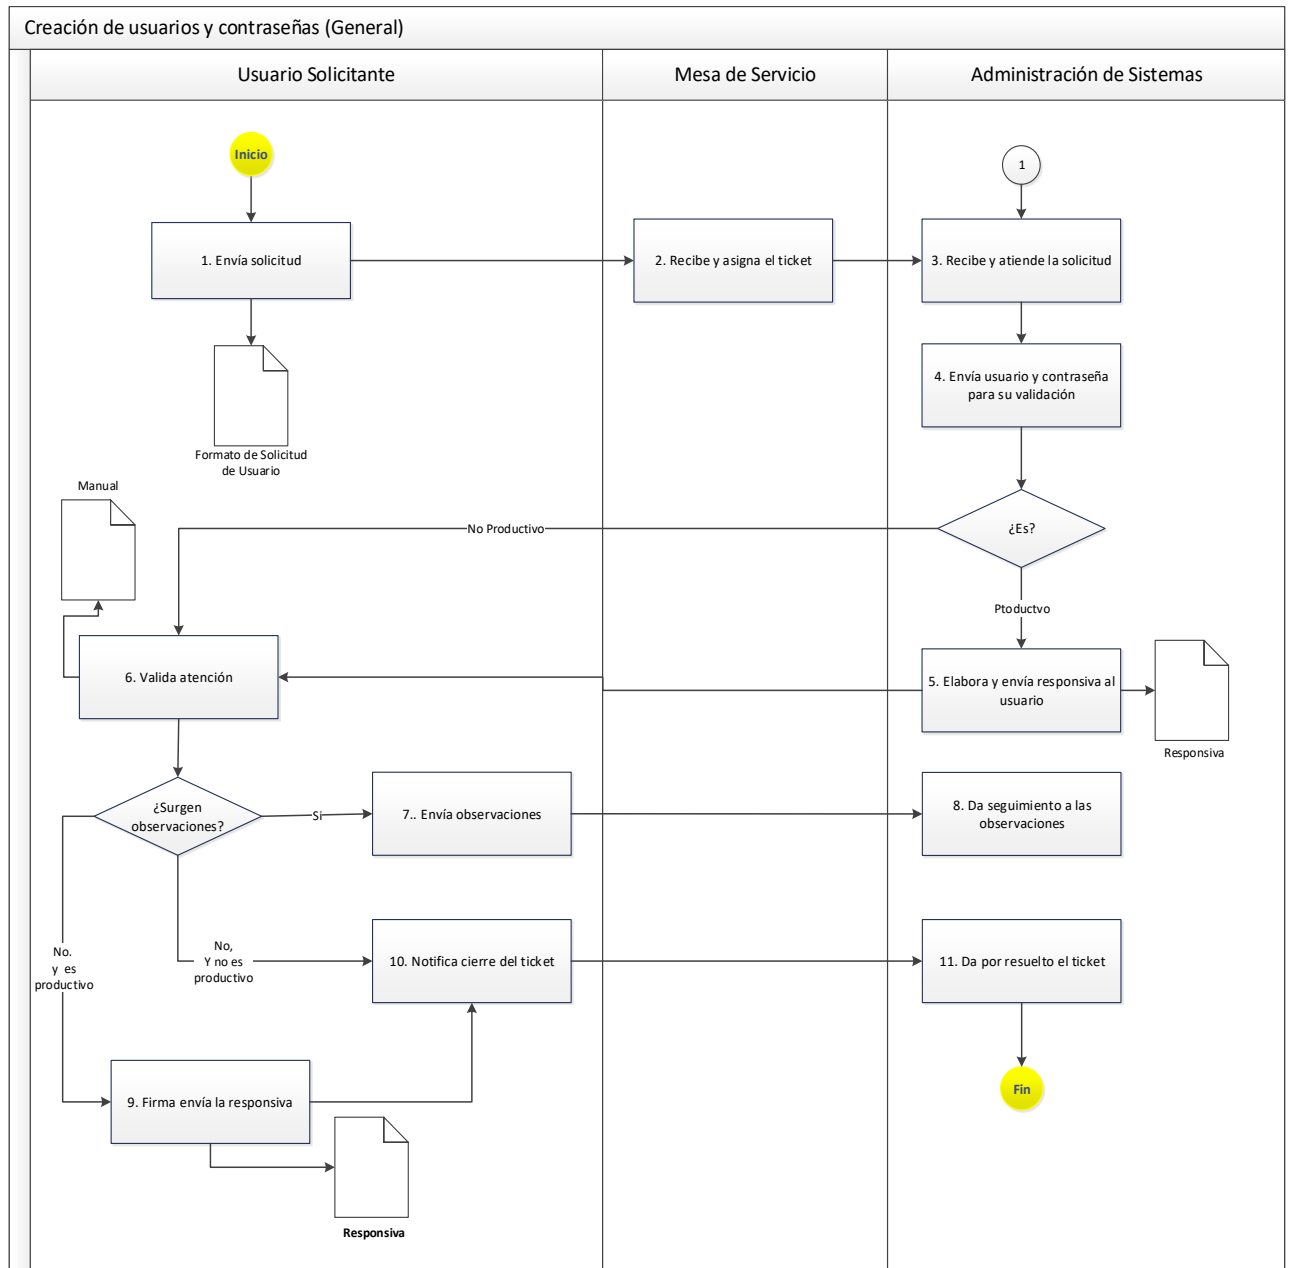 Creación de usuarios y contraseñas (General)
Usuario Solicitante
Mesa de Servicio
Administración de Sistemas
Inicio
1
1. Envía solicitud
2. Recibe y asigna el ticket
3. Recibe y atiende la solicitud
4. Envía usuario y contraseña
para su validación
Formato de Solicitud
de Usuario
Manual
No Productivo
¿Es?
Ptoductvo
6. Valida atención
5. Elabora y envía responsiva al
usuario
Responsiva
¿Surgen
observaciones?
Si
7.. Envía observaciones
8. Da seguimiento a las
observaciones
No.
y es
productivo
No,
Y no es
productivo
10. Notifica cierre del ticket
11. Da por resuelto el ticket
9. Firma envía la responsiva
Fin
Responsiva